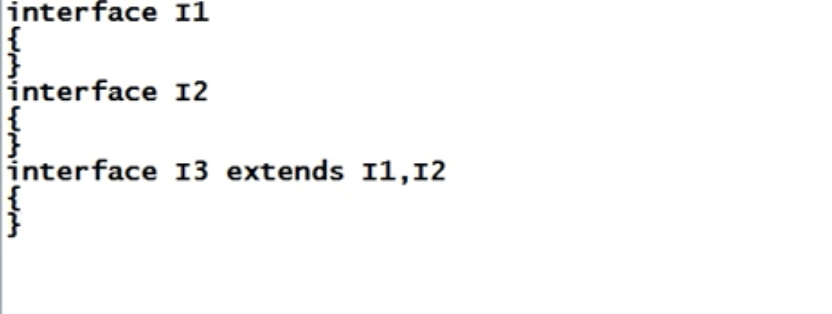 interface I1
{
}
interface I2
{
}
interface I3 extends I1,I2
{
}